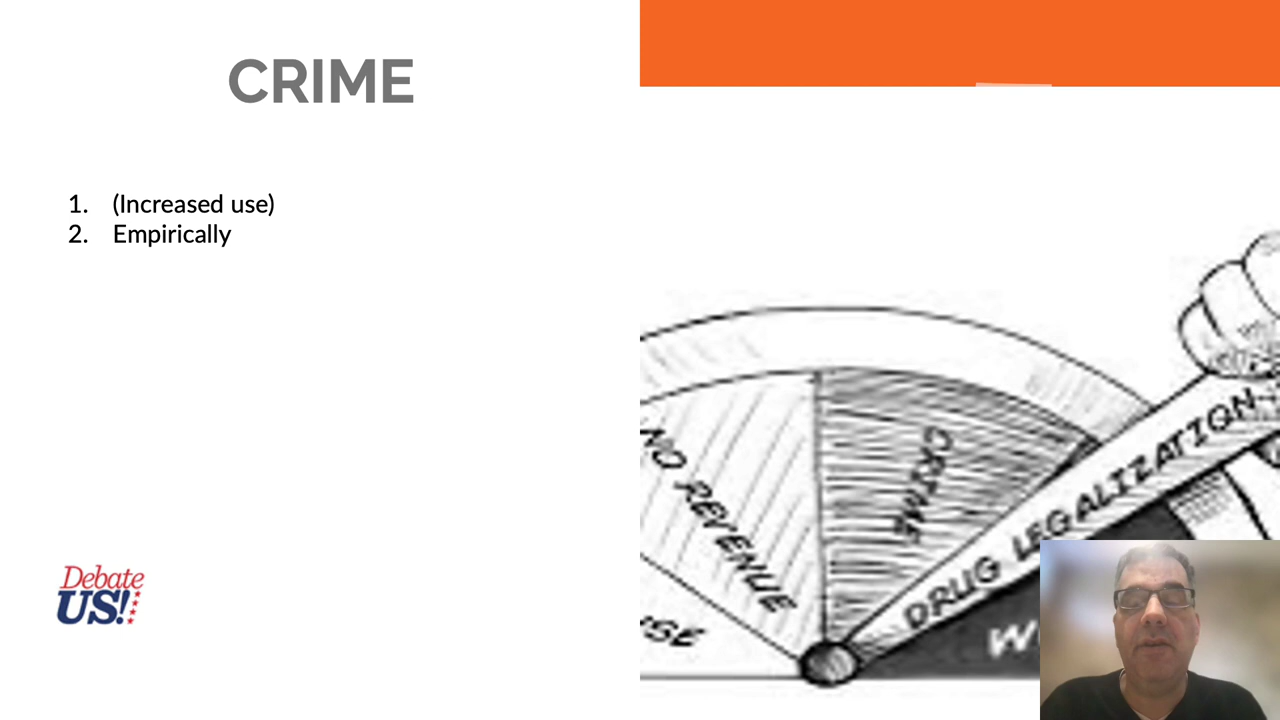 CRIME
1. (Increased use)
2. Empirically
NO REVENUE
CRIME
DRUG LEGALIZATION
Debate
US!